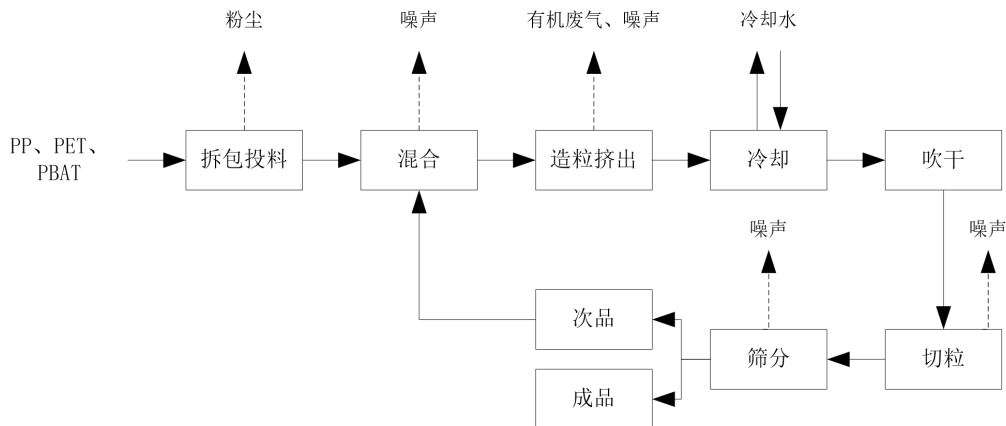 粉尘
噪声
有机废气、噪声
冷却水
PP、PET、
PBAT
拆包投料
混合
造粒挤出
冷却
吹干
噪声
噪声
次品
筛分
切粒
成品